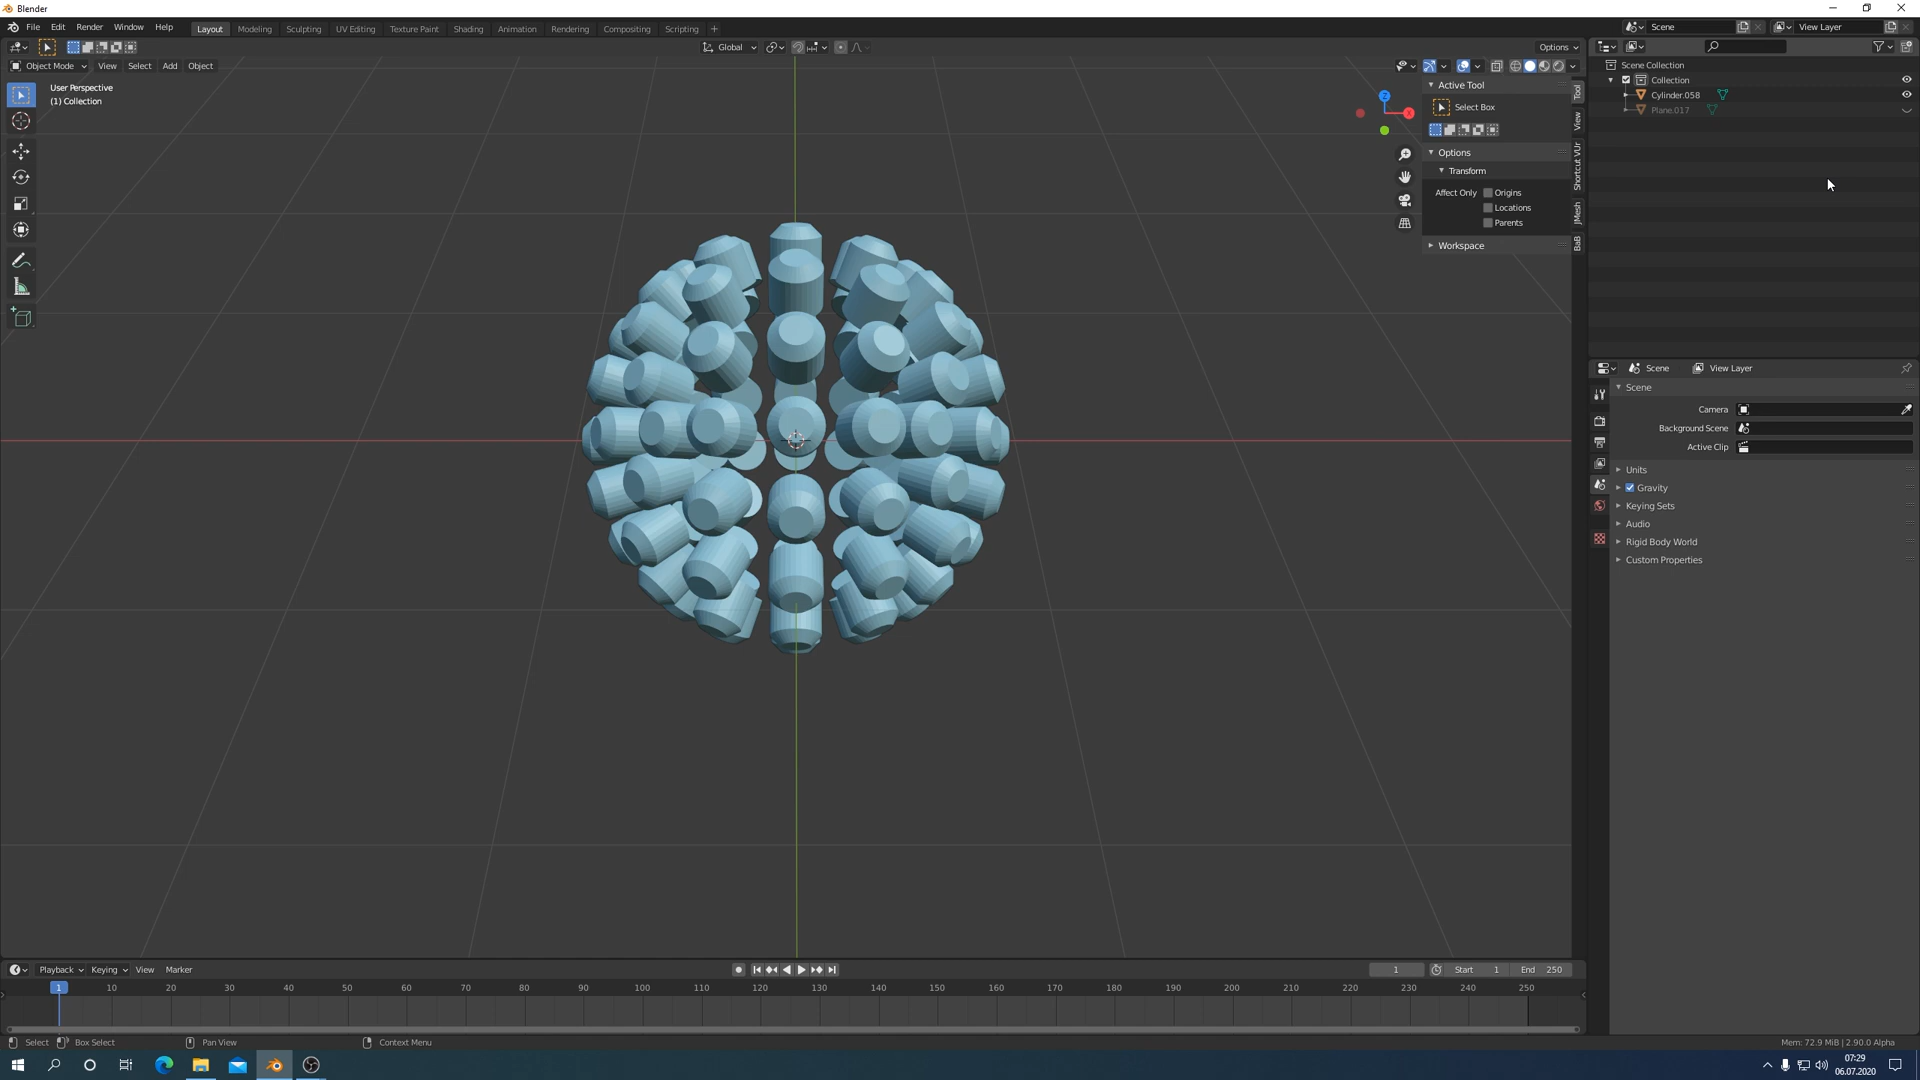 Blender
File Edit Render Window Help
Layout Modeling Sculpting UV Editing Texture Paint Shading Animation Rendering Compositing Scripting +
Scene
View Layer
Global
Options
Object Mode View Select Add Object
User Perspective
(1) Collection
Z
X
Active Tool
Select Box
Options
Transform
Affect Only Origins
Locations
Parents
Workspace
Tool
View
Shortcut VUr
JMesh
BaB
Scene Collection
Collection
Cylinder.058
Plane.017
Scene View Layer
Scene
Camera
Background Scene
Active Clip
Units
Gravity
Keying Sets
Audio
Rigid Body World
Custom Properties
Playback Keying View Marker
1 Start 1 End 250
1 10 20 30 40 50 60 70 80 90 100 110 120 130 140 150 160 170 180 190 200 210 220 230 240 250
Select Box Select Pan View Context Menu
Mem: 72.9 MiB | 2.90.0 Alpha
07:29
06.07.2020